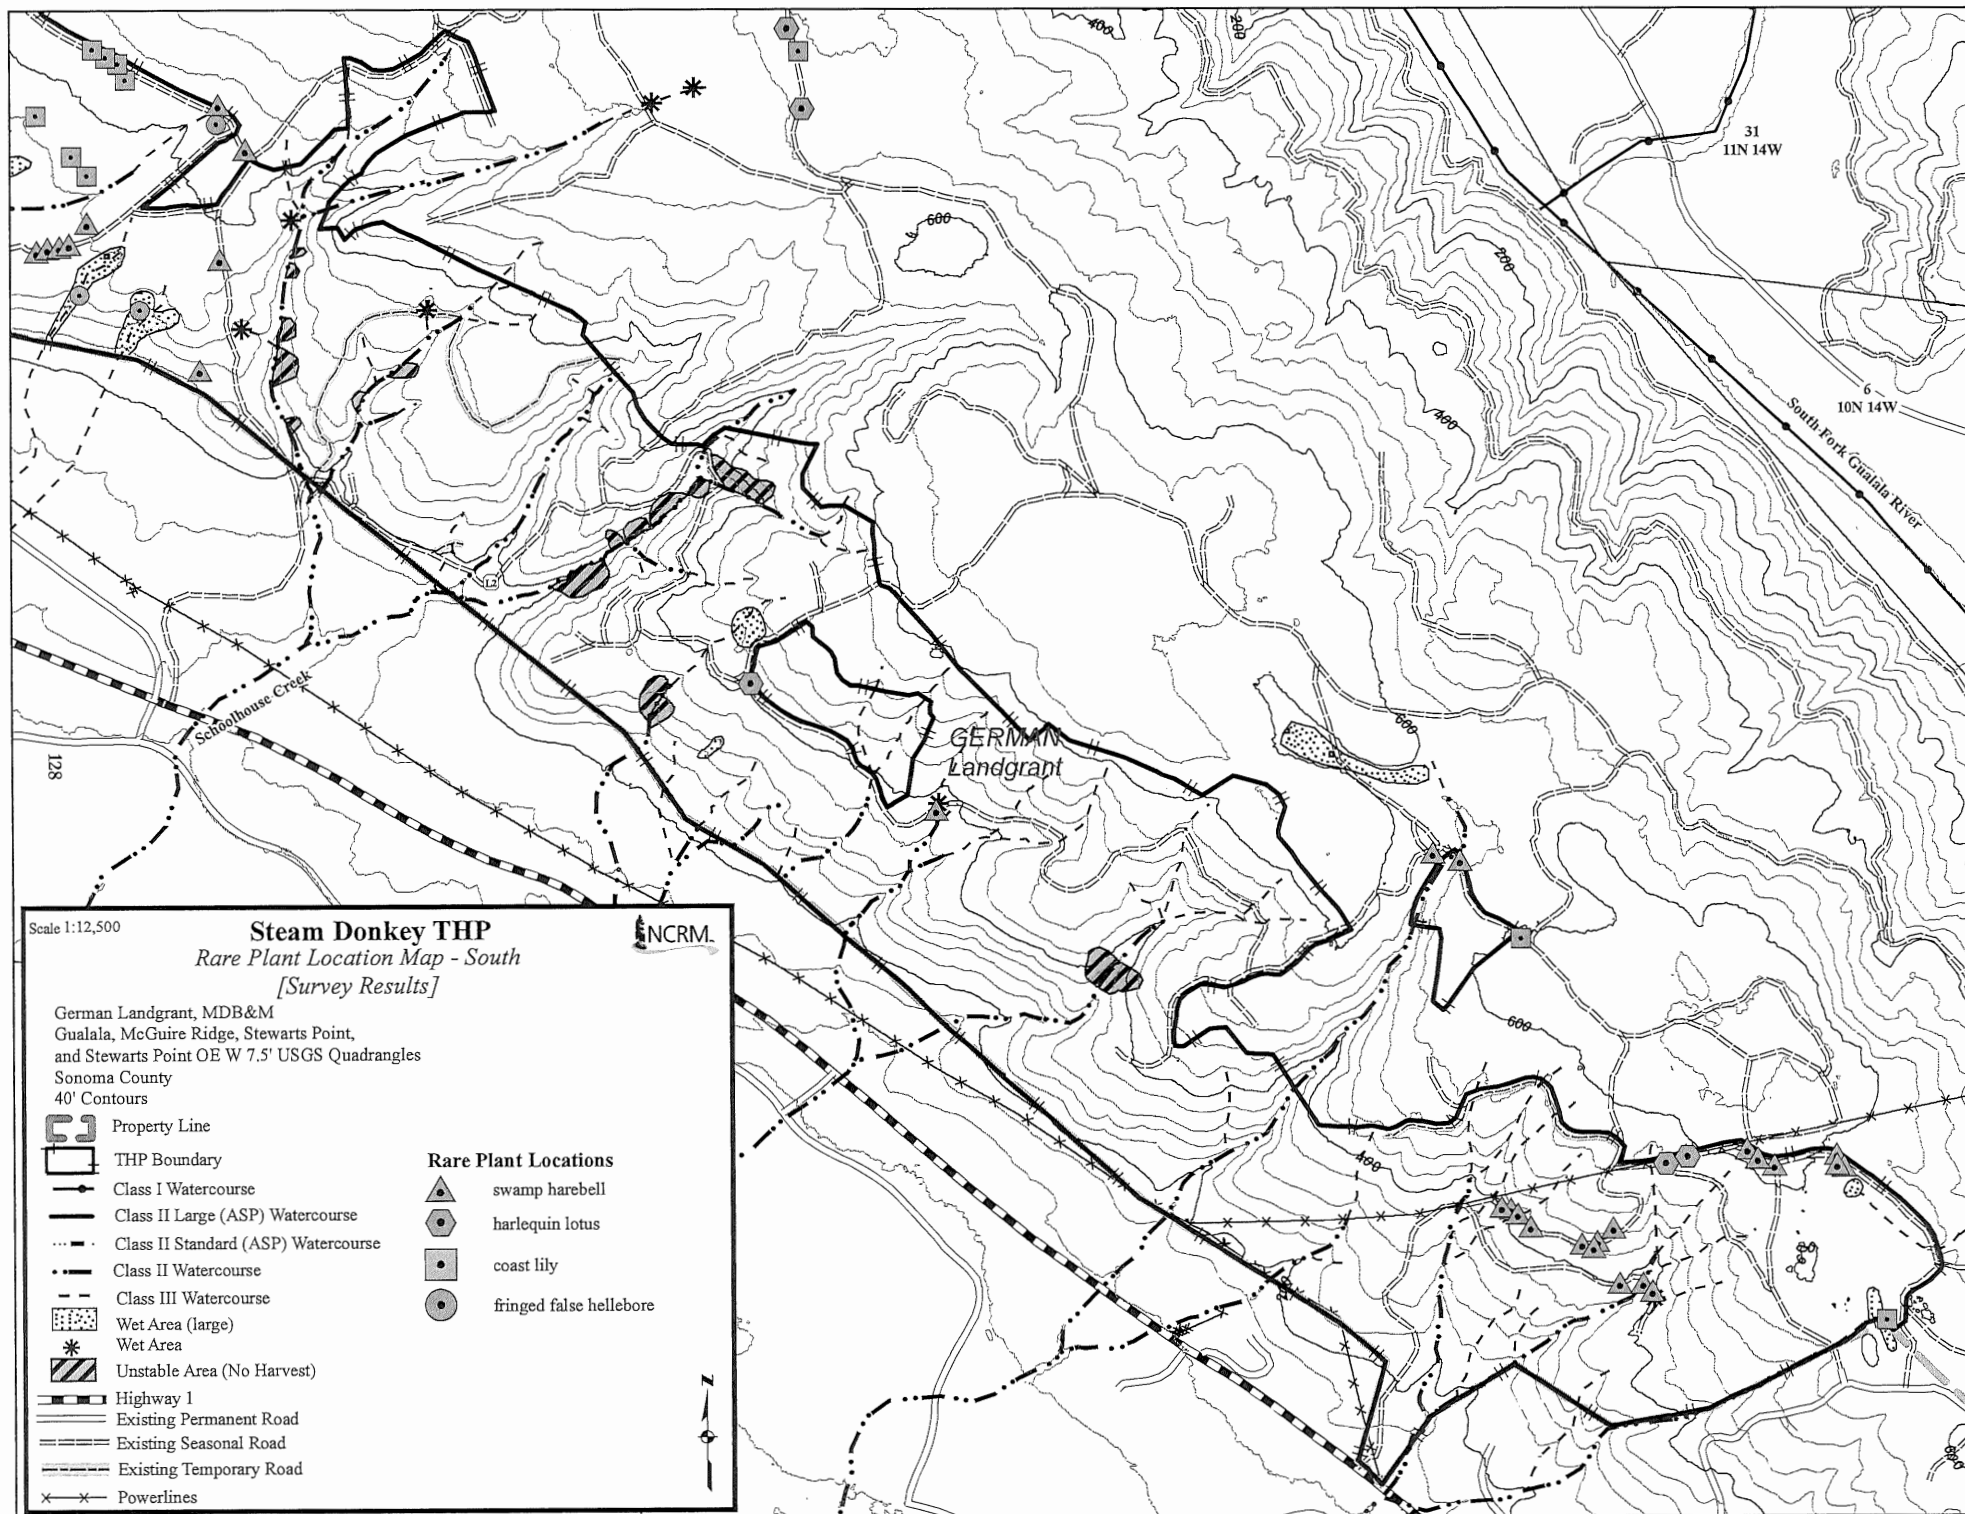 400
200
31
11N 14W
600
200
6
10N 14W
South Fork Gualala River
400
L2
Schoolhouse Creek
128
GERMAN
Landgrant
600
600
400
600
Scale 1:12,500
Steam Donkey THP
NCRM
Rare Plant Location Map - South
[Survey Results]
German Landgrant, MDB&M
Gualala, McGuire Ridge, Stewarts Point,
and Stewarts Point OE W 7.5' USGS Quadrangles
Sonoma County
40' Contours
Property Line
THP Boundary
Class I Watercourse
Class II Large (ASP) Watercourse
Class II Standard (ASP) Watercourse
Class II Watercourse
Class III Watercourse
Wet Area (large)
Wet Area
Unstable Area (No Harvest)
Highway 1
Existing Permanent Road
Existing Seasonal Road
Existing Temporary Road
Powerlines
Rare Plant Locations
swamp harebell
harlequin lotus
coast lily
fringed false hellebore
Z